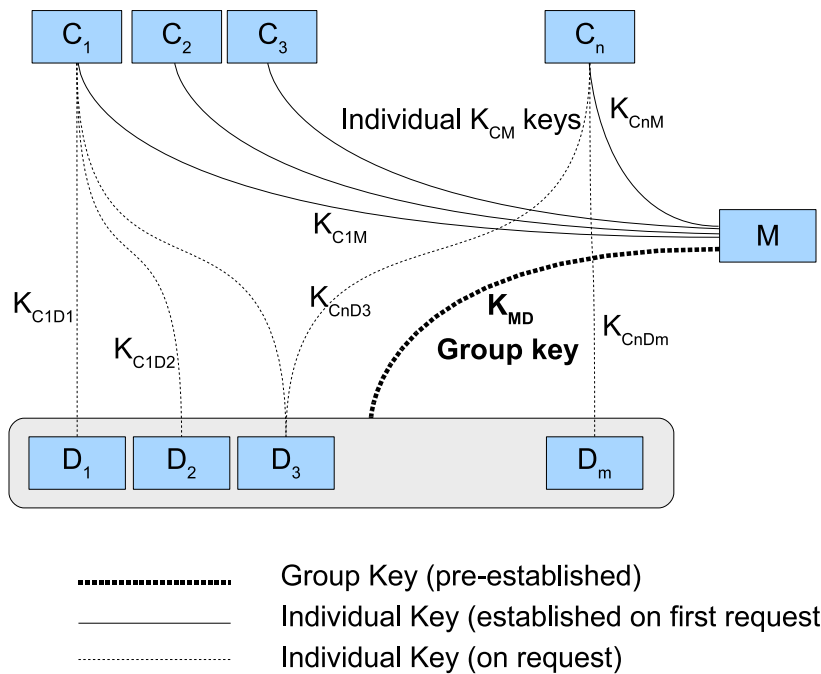 C1 C2 C3 Cn
Individual KCM keys
KCnM
KC1M
M
KC1D1
KCnD3
KMD
KCnDm
KC1D2
Group key
D1 D2 D3 Dm
Group Key (pre-established)
Individual Key (established on first request
Individual Key (on request)